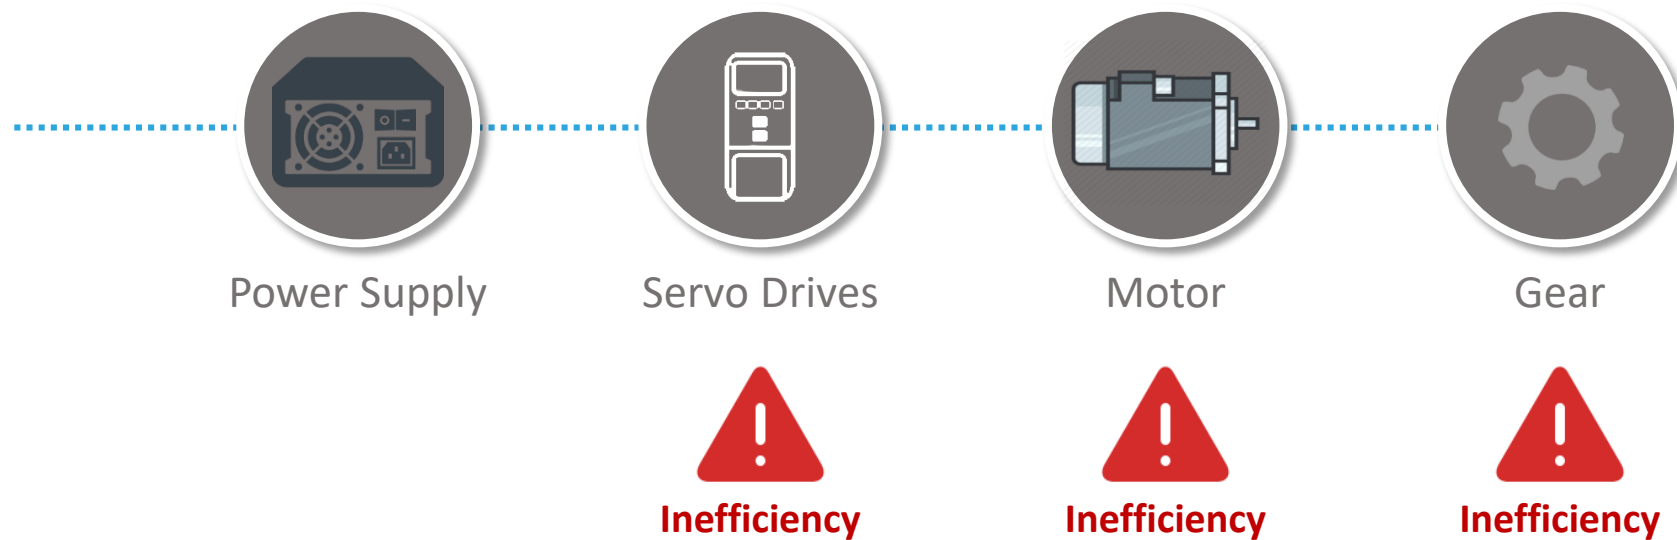 Power Supply
Servo Drives
Motor
Gear
Inefficiency
Inefficiency
Inefficiency